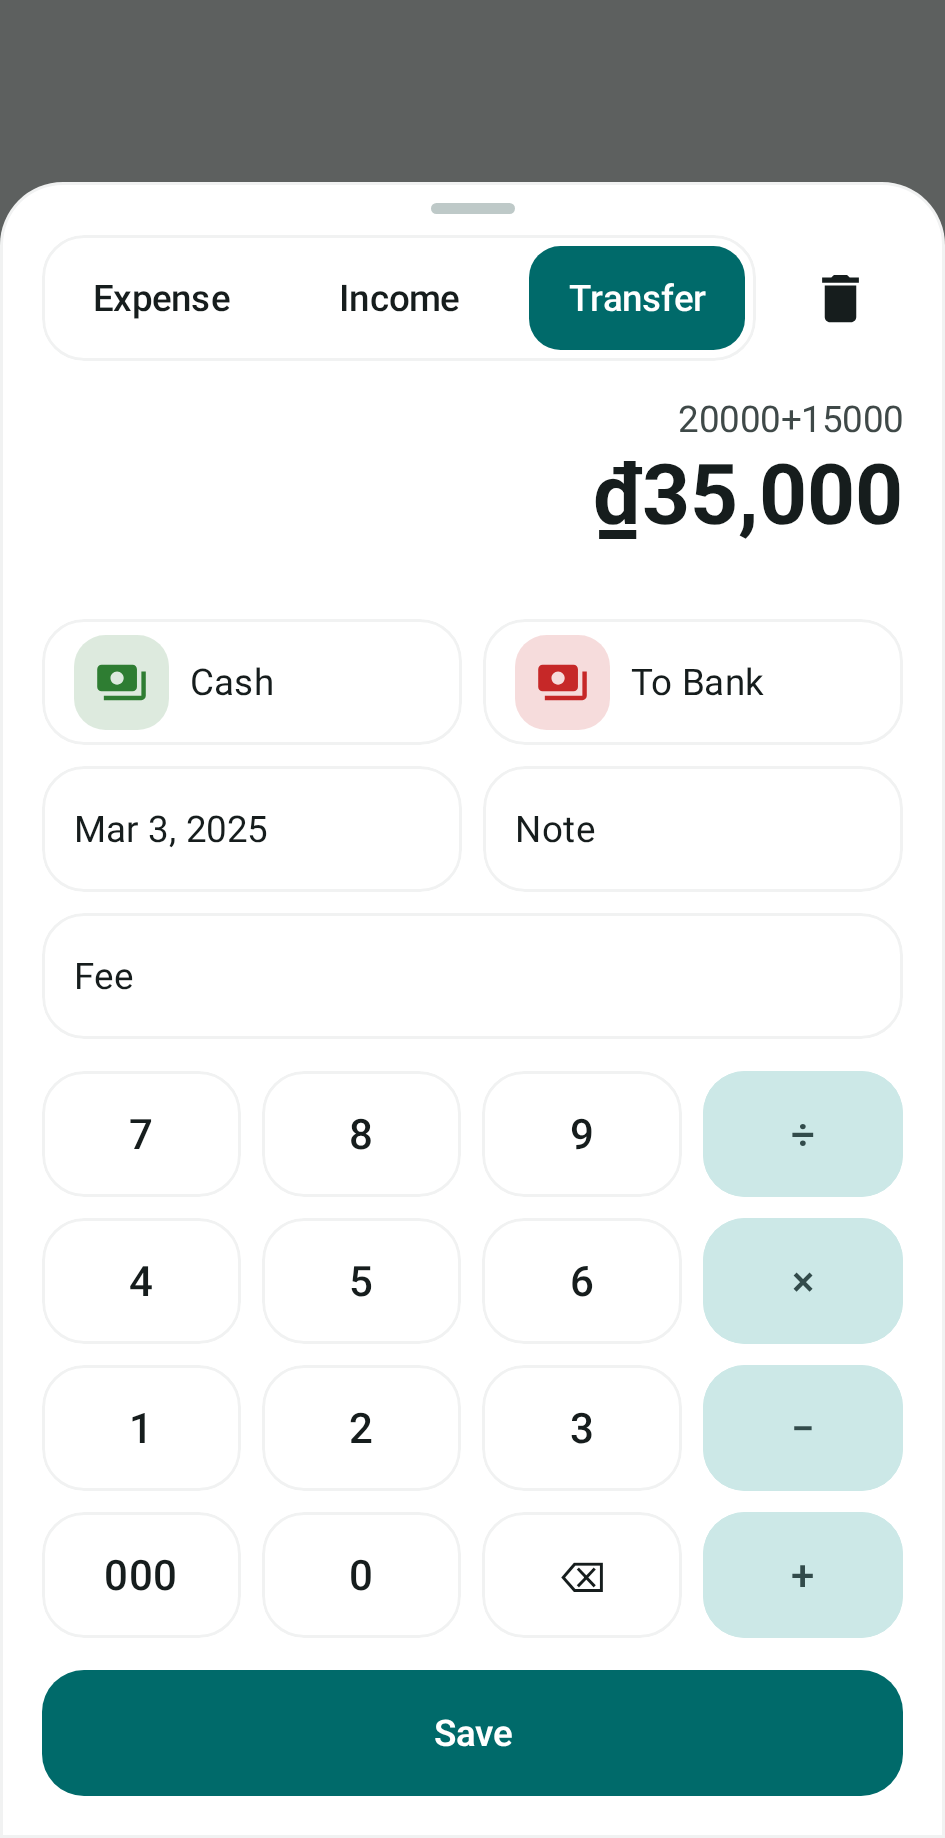 Expense Income Transfer
20000+15000
₫35,000
Cash To Bank
Mar 3, 2025 Note
Fee
7 8 9 ÷
4 5 6 ×
1 2 3 −
000 0 +
Save